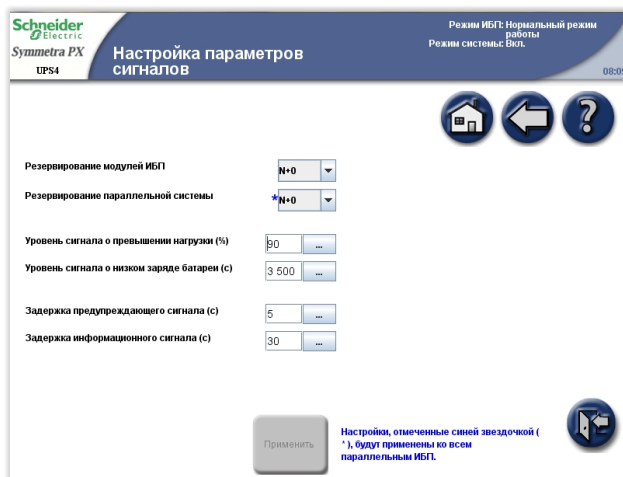 Schneider
Electric
Symmetra PX
UPS4
Настройка параметров
сигналов
Режим ИБП: Нормальный режим
работы
Режим системы: Вкл.
08:09
Резервирование модулей ИБП
N+0
Резервирование параллельной системы
*N+0
Уровень сигнала о превышении нагрузки (%)
90 ...
Уровень сигнала о низком заряде батареи (с)
3 500 ...
Задержка предупреждающего сигнала (с)
5 ...
Задержка информационного сигнала (с)
30 ...
Применить
Настройки, отмеченные синей звездочкой (
* ), будут применены ко всем
параллельным ИБП.